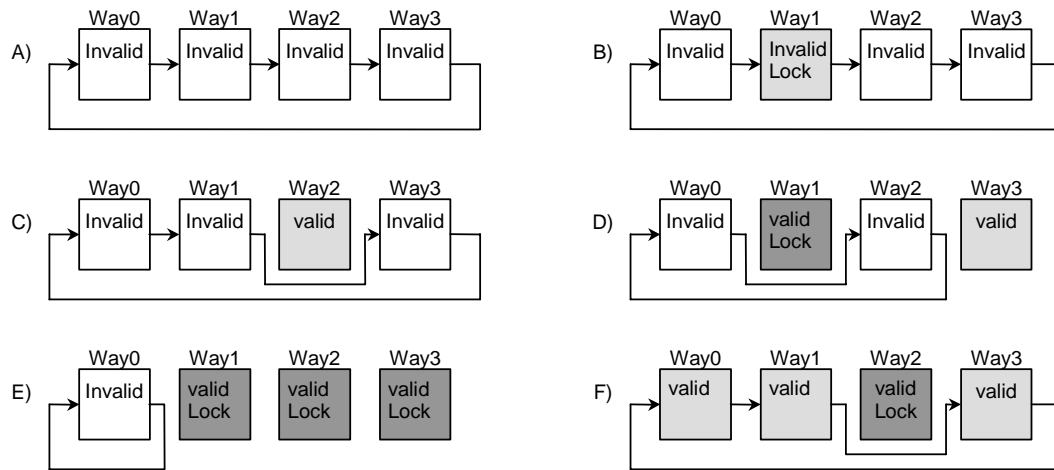 Way0 Way1 Way2 Way3
A) Invalid Invalid Invalid Invalid
Way0 Way1 Way2 Way3
B) Invalid Invalid Invalid Invalid
Lock
Way0 Way1 Way2 Way3
C) Invalid Invalid valid Invalid
Way0 Way1 Way2 Way3
D) Invalid valid Invalid valid
Lock
Way0 Way1 Way2 Way3
E) Invalid valid valid valid
Lock Lock Lock
Way0 Way1 Way2 Way3
F) valid valid valid valid
Lock